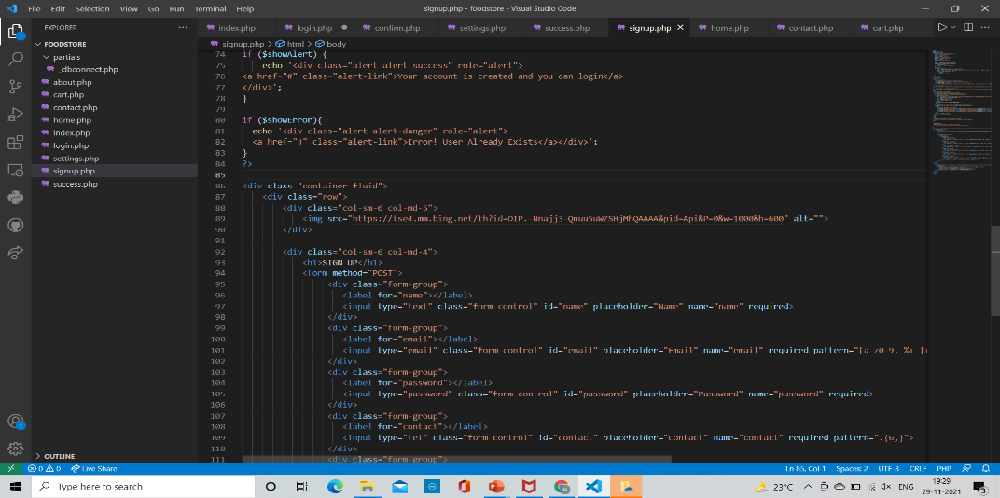 File Edit Selection View Go Run Terminal Help signup.php - foodstore - Visual Studio Code
EXPLORER ...
index.php login.php confirm.php settings.php success.php signup.php home.php contact.php cart.php
FOODSTORE
partials
_dbconnect.php
about.php
cart.php
contact.php
home.php
index.php
login.php
settings.php
signup.php
success.php
OUTLINE
signup.php > html > body
74 if ($showAlert) {
75 echo '<div class="alert alert-success" role="alert">
76 <a href="#" class="alert-link">Your account is created and you can login</a>
77 </div>';
78 }
79
80 if ($showError){
81 echo '<div class="alert alert-danger" role="alert">
82 <a href="#" class="alert-link">Error! User Already Exists</a></div>';
83 }
84 ?>
85
86 <div class="container fluid">
87 <div class="row">
88 <div class="col-sm-6 col-md-5">
89 <img src="https://tse4.mm.bing.net/th?id=OIP.-Nnajj3-Qnuu5uWZSHjMhQAAAA&pid=Api&P=0&w=1000&h=600" alt="">
90 </div>
91
92 <div class="col-sm-6 col-md-4">
93 <h1>SIGN UP</h1>
94 <form method="POST">
95 <div class="form-group">
96 <label for="name"></label>
97 <input type="text" class="form-control" id="name" placeholder="Name" name="name" required>
98 </div>
99 <div class="form-group">
100 <label for="email"></label>
101 <input type="email" class="form-control" id="email" placeholder="Email" name="email" required pattern="[a-z0-9._%+-]
102 </div>
103 <div class="form-group">
104 <label for="password"></label>
105 <input type="password" class="form-control" id="password" placeholder="Password" name="password" required>
106 </div>
107 <div class="form-group">
108 <label for="contact"></label>
109 <input type="tel" class="form-control" id="contact" placeholder="Contact" name="contact" required pattern=".{6,}">
110 </div>
111 <div class="form-group">
0 0 Live Share Ln 85, Col 1 Spaces: 2 UTF-8 CRLF PHP
Type here to search 23°C ENG 19:29
29-11-2021 3